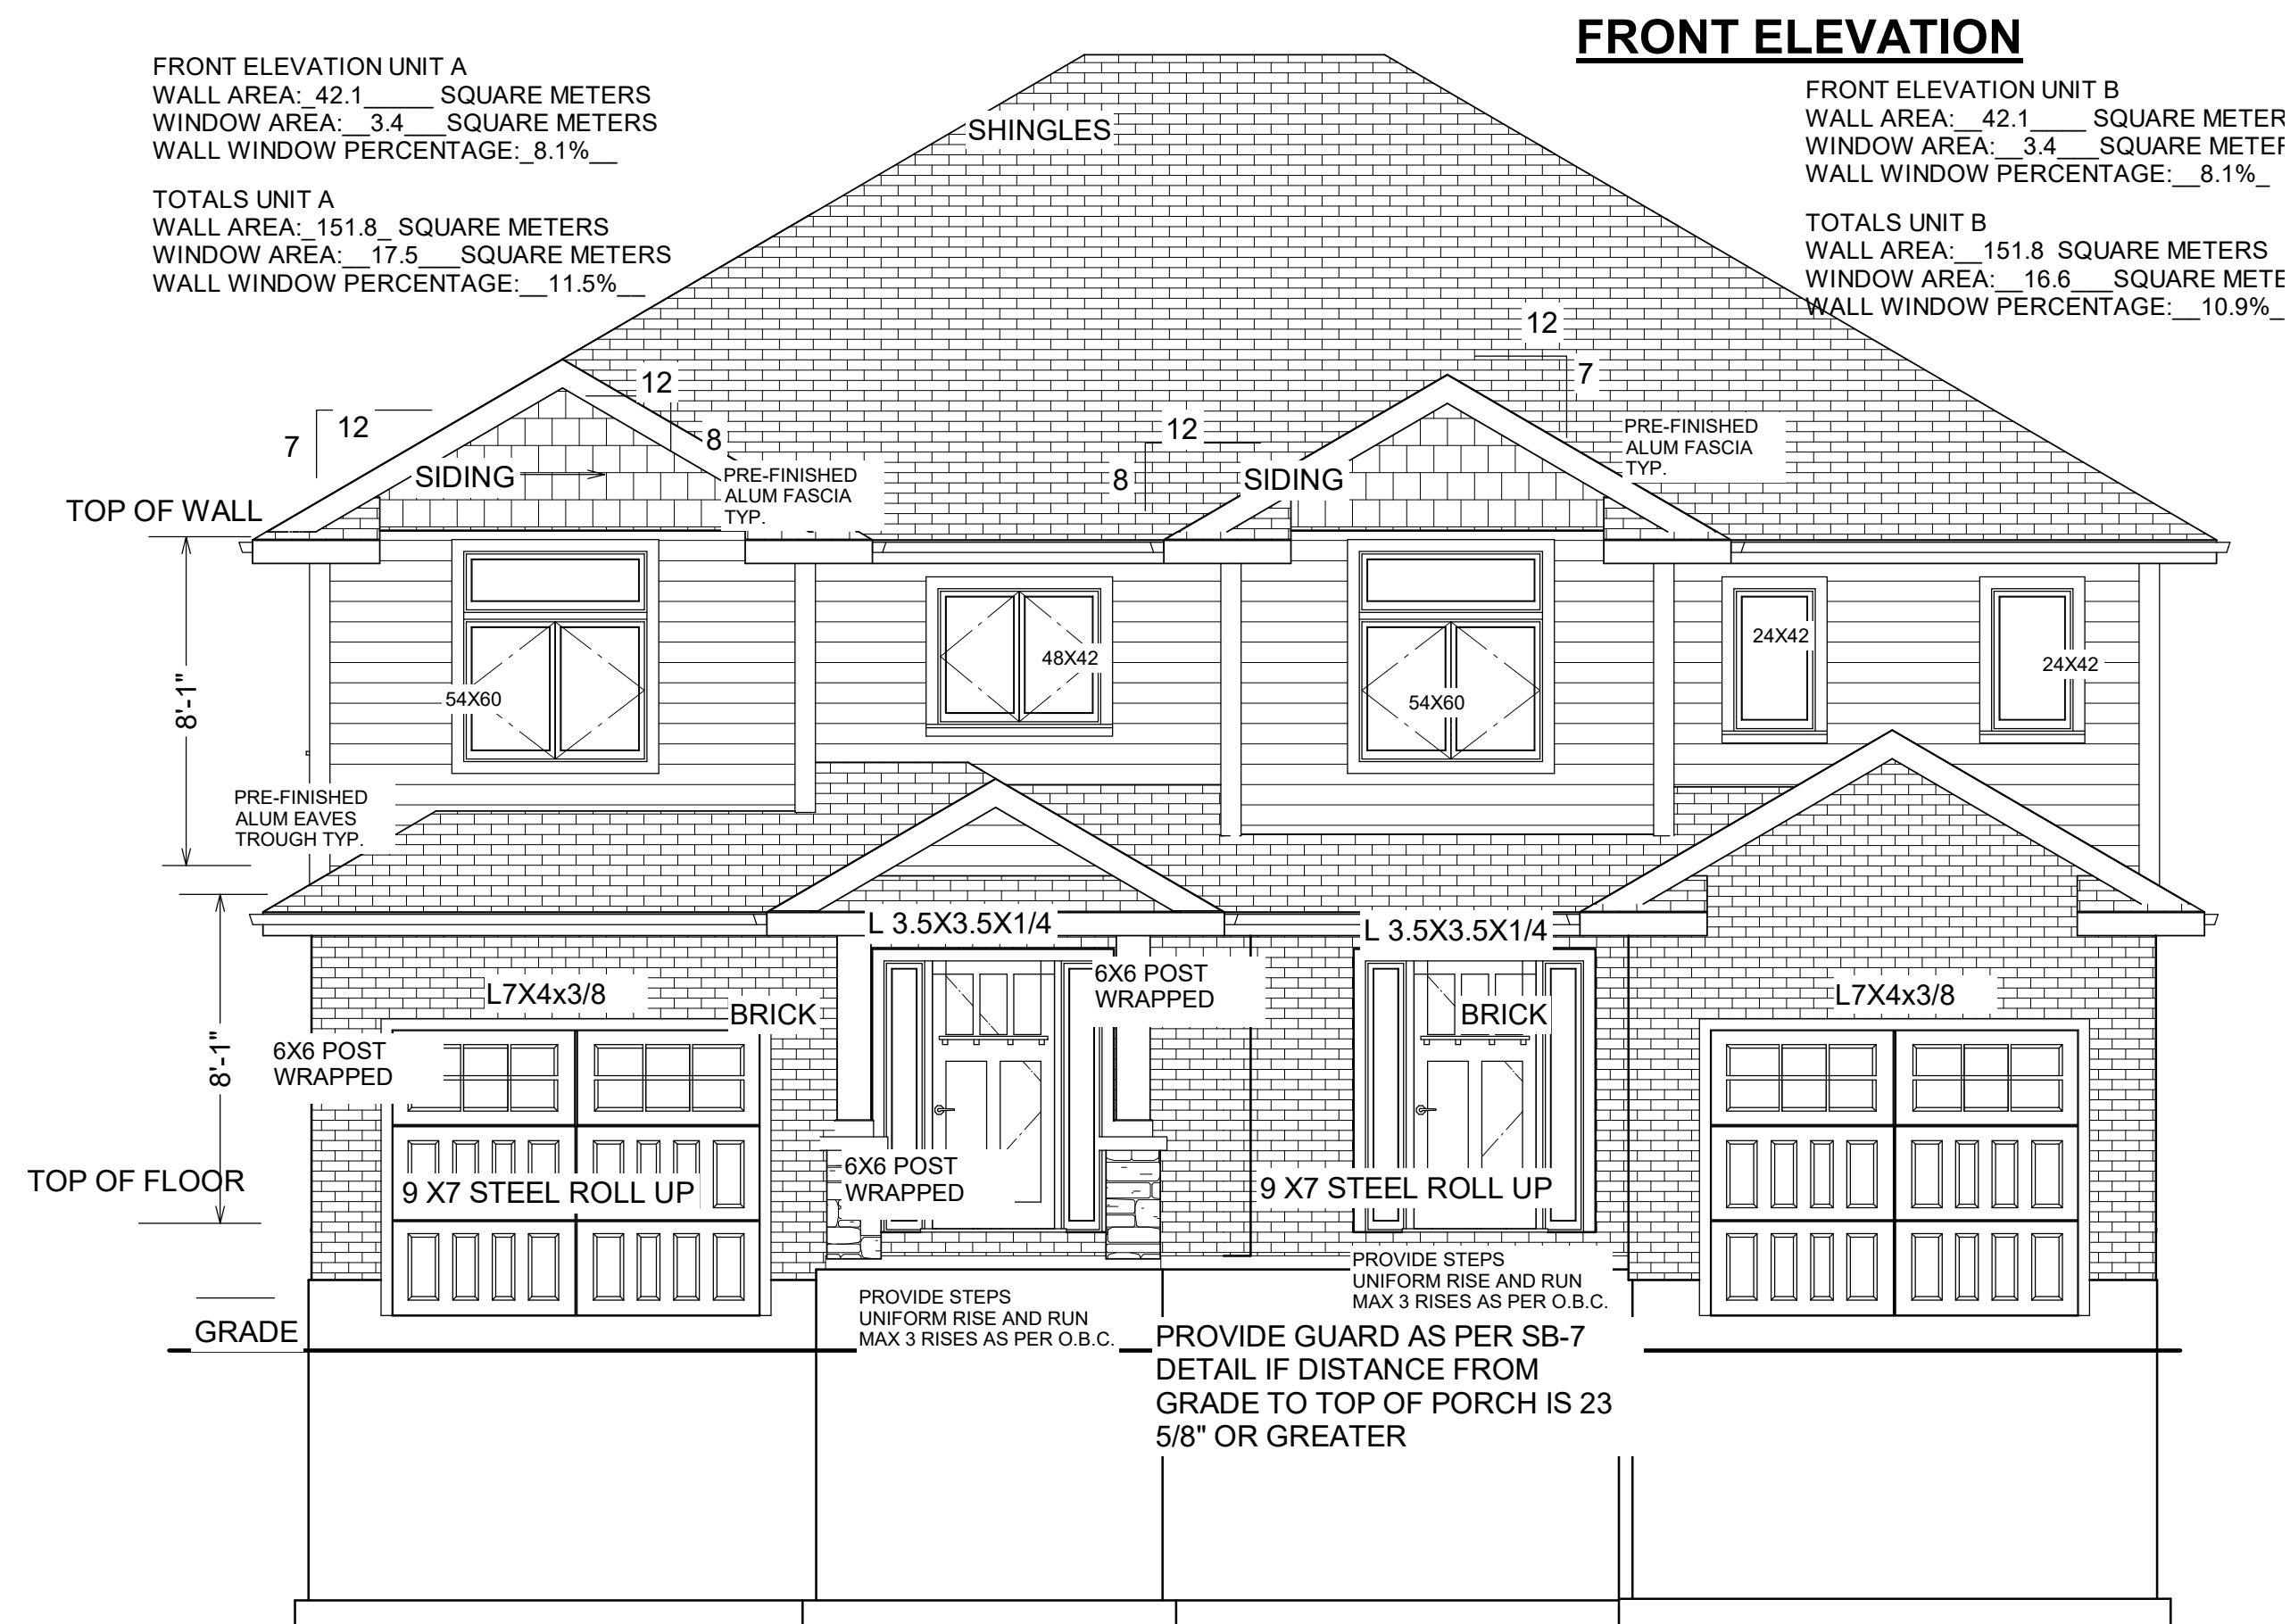 FRONT ELEVATION
FRONT ELEVATION UNIT A
WALL AREA:_42.1_____ SQUARE METERS
WINDOW AREA:__3.4___SQUARE METERS
WALL WINDOW PERCENTAGE:_8.1%__
TOTALS UNIT A
WALL AREA:_151.8_ SQUARE METERS
WINDOW AREA:__17.5___SQUARE METERS
WALL WINDOW PERCENTAGE:__11.5%__
FRONT ELEVATION UNIT B
WALL AREA:__42.1____ SQUARE METER
WINDOW AREA:__3.4___SQUARE METE
WALL WINDOW PERCENTAGE:__8.1%_
TOTALS UNIT B
WALL AREA:__151.8 SQUARE METERS
WINDOW AREA:__16.6___SQUARE METE
WALL WINDOW PERCENTAGE:__10.9%_
SHINGLES
12
7
12
8
7
12
12
8
SIDING
PRE-FINISHED
ALUM FASCIA
TYP.
SIDING
PRE-FINISHED
ALUM FASCIA
TYP.
TOP OF WALL
8'-1"
54X60
48X42
54X60
24X42
24X42
PRE-FINISHED
ALUM EAVES
TROUGH TYP.
L 3.5X3.5X1/4
L 3.5X3.5X1/4
L7X4x3/8
BRICK
6X6 POST
WRAPPED
BRICK
L7X4x3/8
8'-1"
6X6 POST
WRAPPED
6X6 POST
WRAPPED
TOP OF FLOOR
9 X7 STEEL ROLL UP
9 X7 STEEL ROLL UP
PROVIDE STEPS
UNIFORM RISE AND RUN
MAX 3 RISES AS PER O.B.C.
PROVIDE STEPS
UNIFORM RISE AND RUN
MAX 3 RISES AS PER O.B.C.
GRADE
PROVIDE GUARD AS PER SB-7
DETAIL IF DISTANCE FROM
GRADE TO TOP OF PORCH IS 23
5/8" OR GREATER